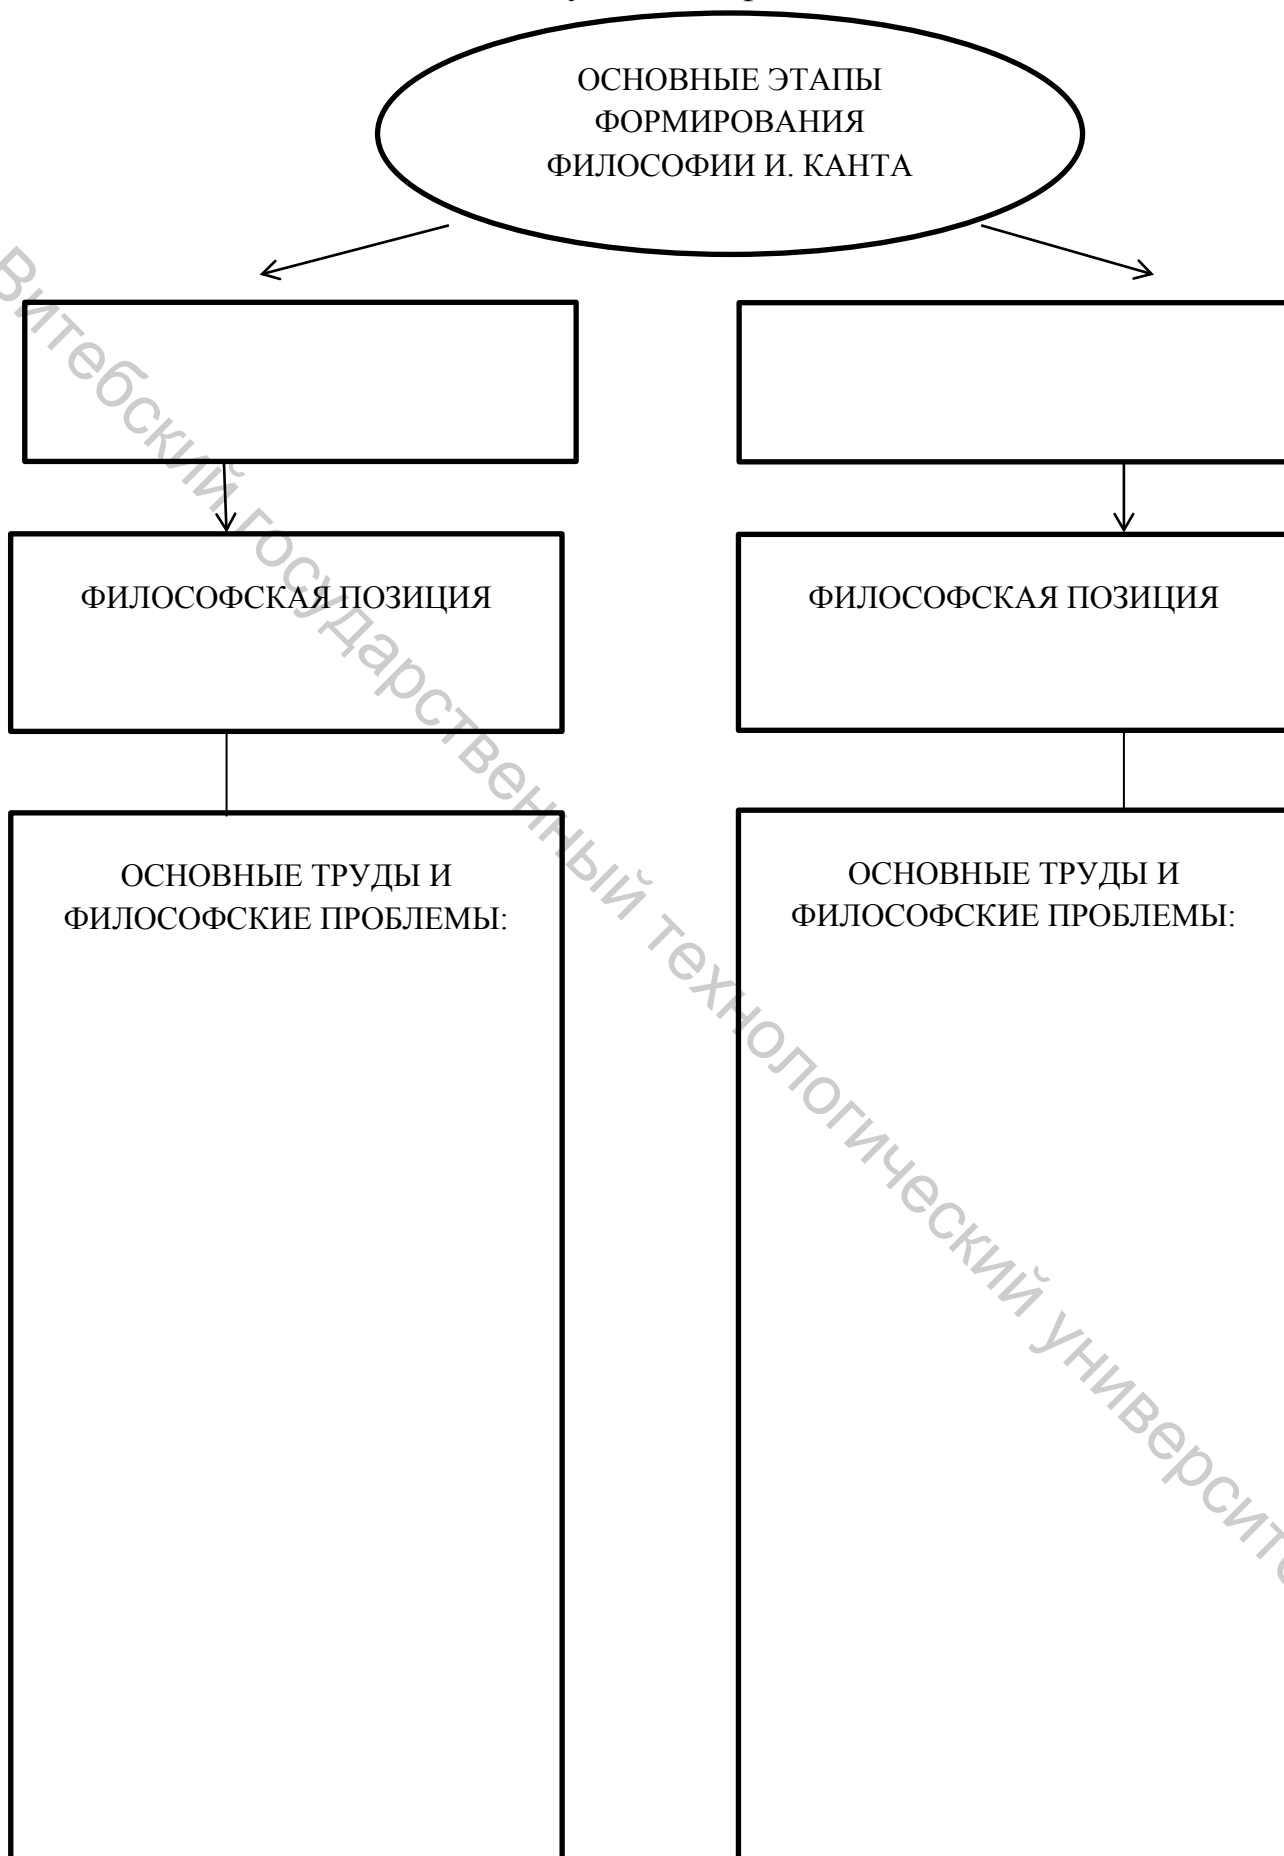 ОСНОВНЫЕ ЭТАПЫ
ФОРМИРОВАНИЯ
ФИЛОСОФИИ И. КАНТА
ФИЛОСОФСКАЯ ПОЗИЦИЯ
ФИЛОСОФСКАЯ ПОЗИЦИЯ
ОСНОВНЫЕ ТРУДЫ И
ФИЛОСОФСКИЕ ПРОБЛЕМЫ:
ОСНОВНЫЕ ТРУДЫ И
ФИЛОСОФСКИЕ ПРОБЛЕМЫ:
Витебский государственный технологический